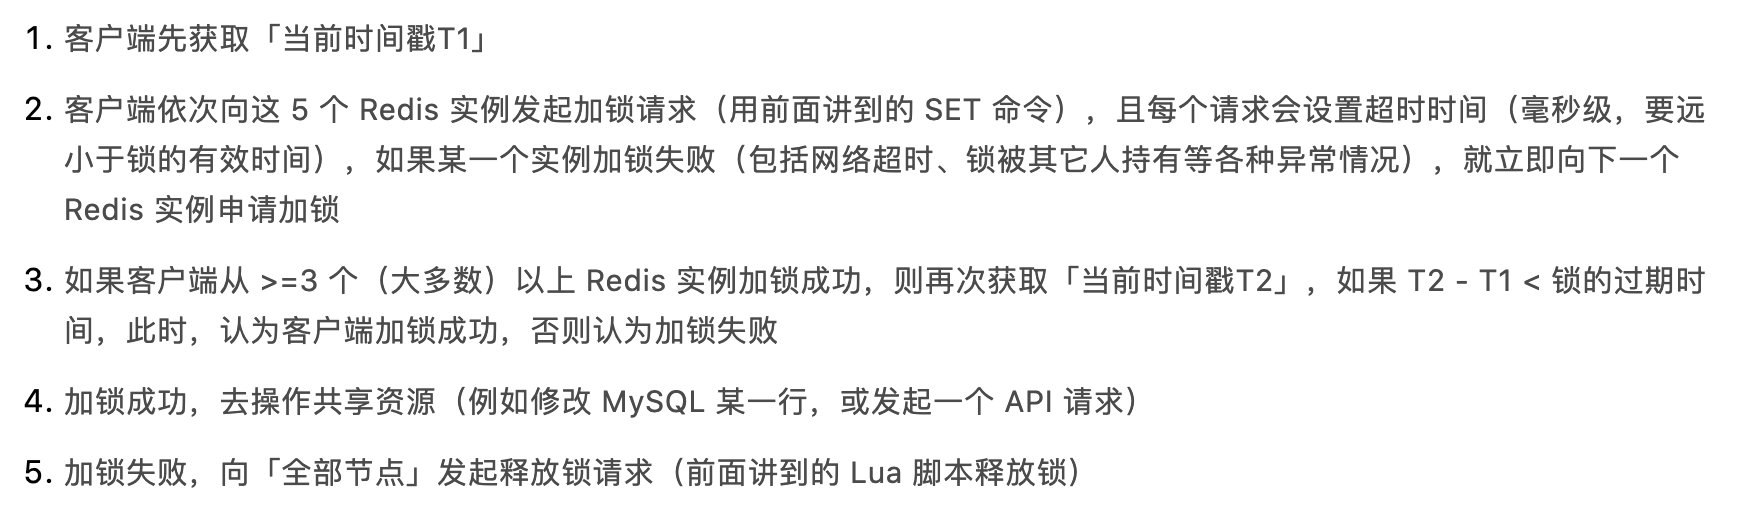 1. 客户端先获取「当前时间戳T1」
2. 客户端依次向这 5 个 Redis 实例发起加锁请求（用前面讲到的 SET 命令），且每个请求会设置超时时间（毫秒级，要远
小于锁的有效时间），如果某一个实例加锁失败（包括网络超时、锁被其它人持有等各种异常情况），就立即向下一个
Redis 实例申请加锁
3. 如果客户端从 >=3 个（大多数）以上 Redis 实例加锁成功，则再次获取「当前时间戳T2」，如果 T2 - T1 < 锁的过期时
间，此时，认为客户端加锁成功，否则认为加锁失败
4. 加锁成功，去操作共享资源（例如修改 MySQL 某一行，或发起一个 API 请求）
5. 加锁失败，向「全部节点」发起释放锁请求（前面讲到的 Lua 脚本释放锁）